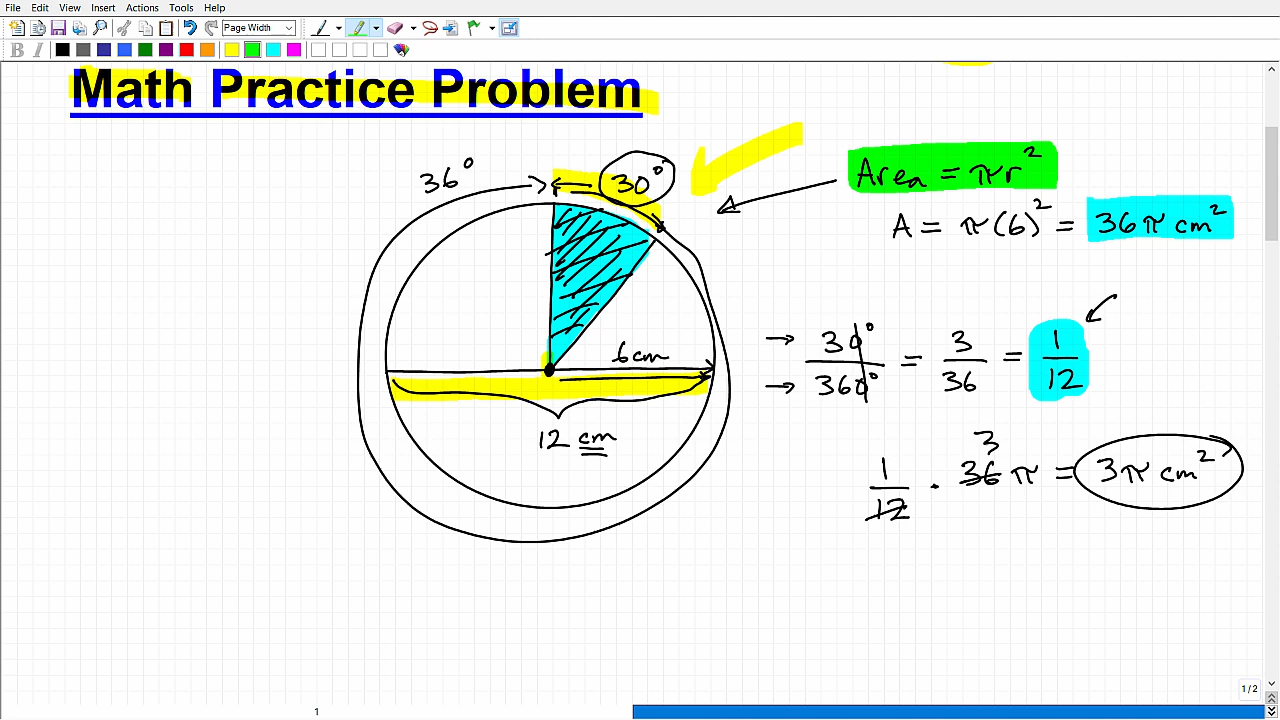 File Edit View Insert Actions Tools Help
Page Width
B I
Math Practice Problem
36°
30°
Area = πr²
A = π(6)² = 36π cm²
6cm
12 cm
→ 30° / 360° = 3/36 = 1/12
3
1/12 · 36π = 3π cm²
1/2
1